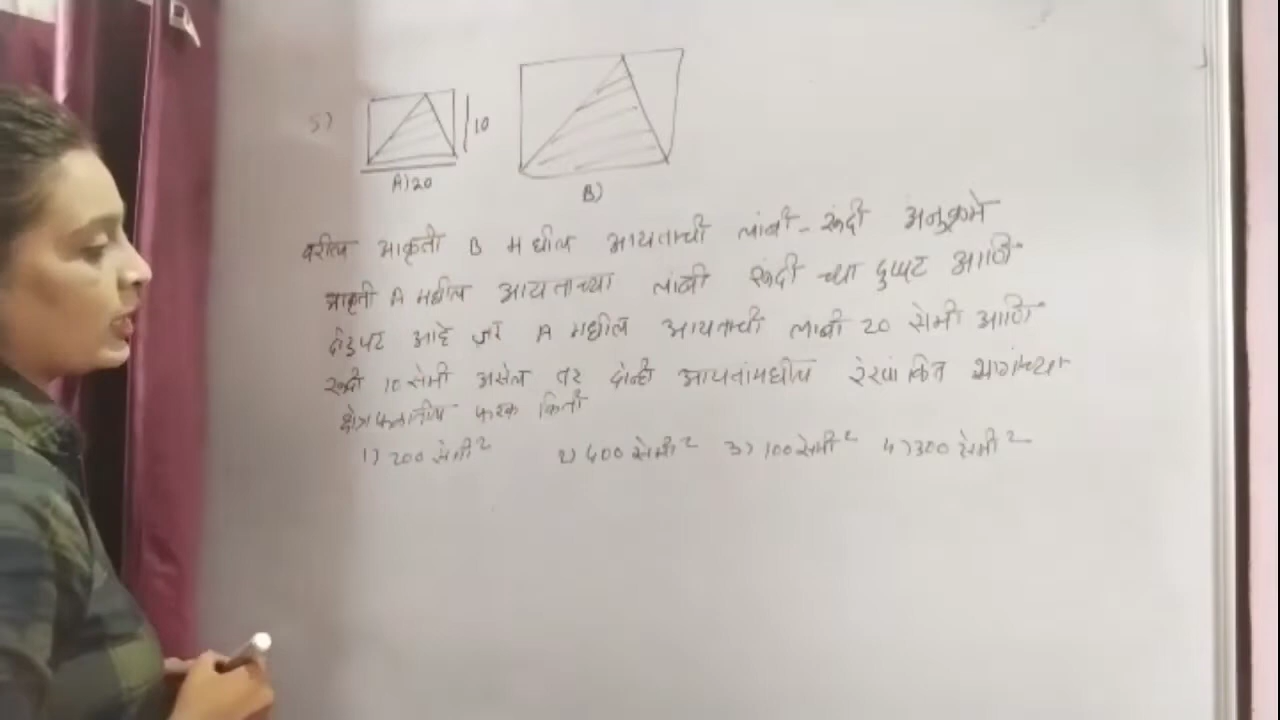 5)
10
A) 20
B)
वरील आकृती B मधील आयताची लांबी - रूंदी अनुक्रमे
आकृती A मधील आयताच्या लांबी रूंदी च्या दुप्पट आणि
दीडपट आहे जर A मधील आयताची लांबी 20 सेमी आणि
रूंदी 10 सेमी असेल तर दोन्ही आयतांमधील रेखांकित भागांच्या
क्षेत्रफळातील फरक किती
1) 200 सेमी² 2) 400 सेमी² 3) 100 सेमी² 4) 300 सेमी²